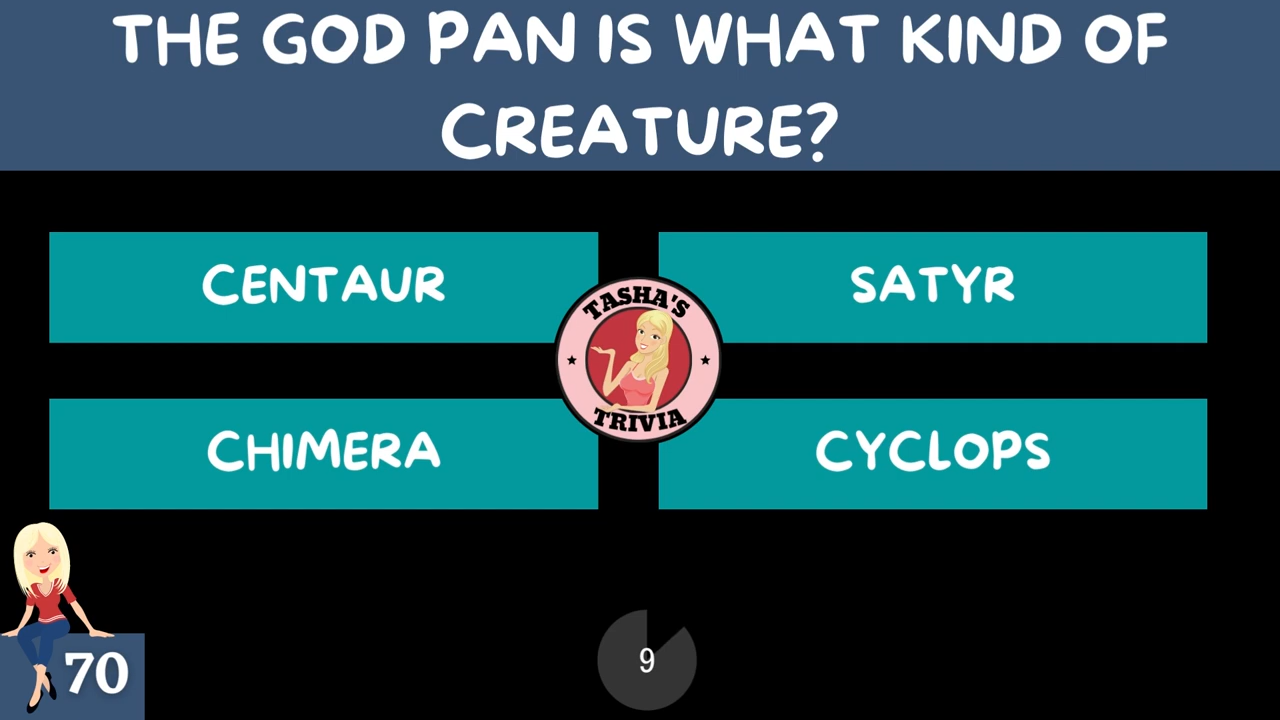 THE GOD PAN IS WHAT KIND OF
CREATURE?
CENTAUR
SATYR
TASHA'S
TRIVIA
CHIMERA
CYCLOPS
70
9